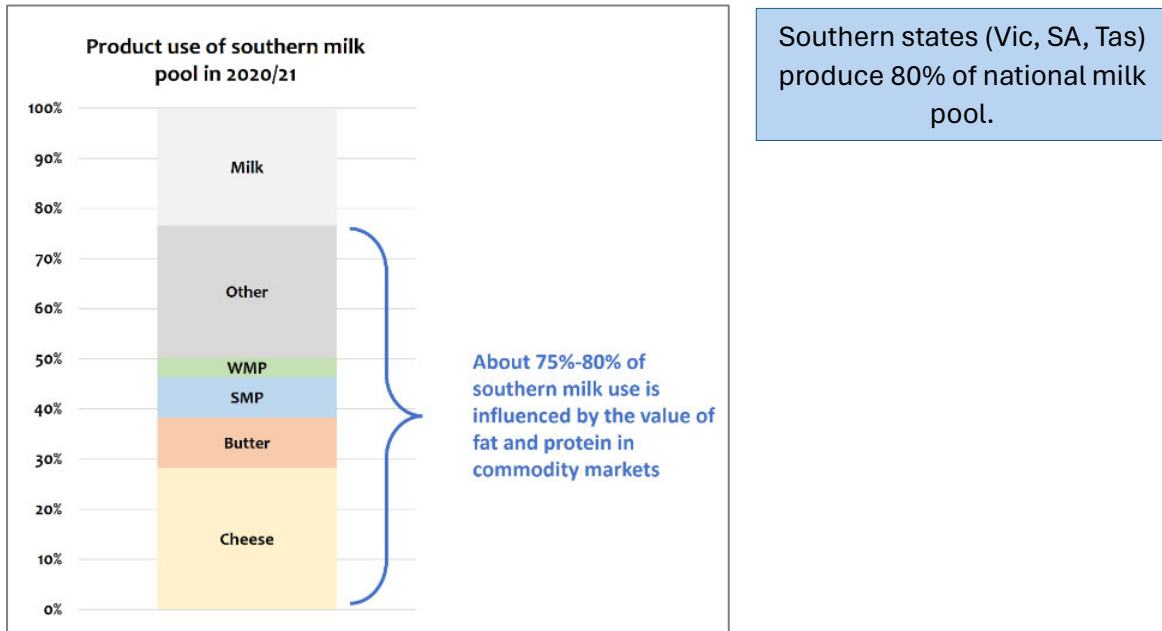 Product use of southern milk
pool in 2020/21
100%
90%
80%
70%
60%
50%
40%
30%
20%
10%
0%
Milk
Other
WMP
SMP
Butter
Cheese
About 75%-80% of
southern milk use is
influenced by the value of
fat and protein in
commodity markets
Southern states (Vic, SA, Tas)
produce 80% of national milk
pool.